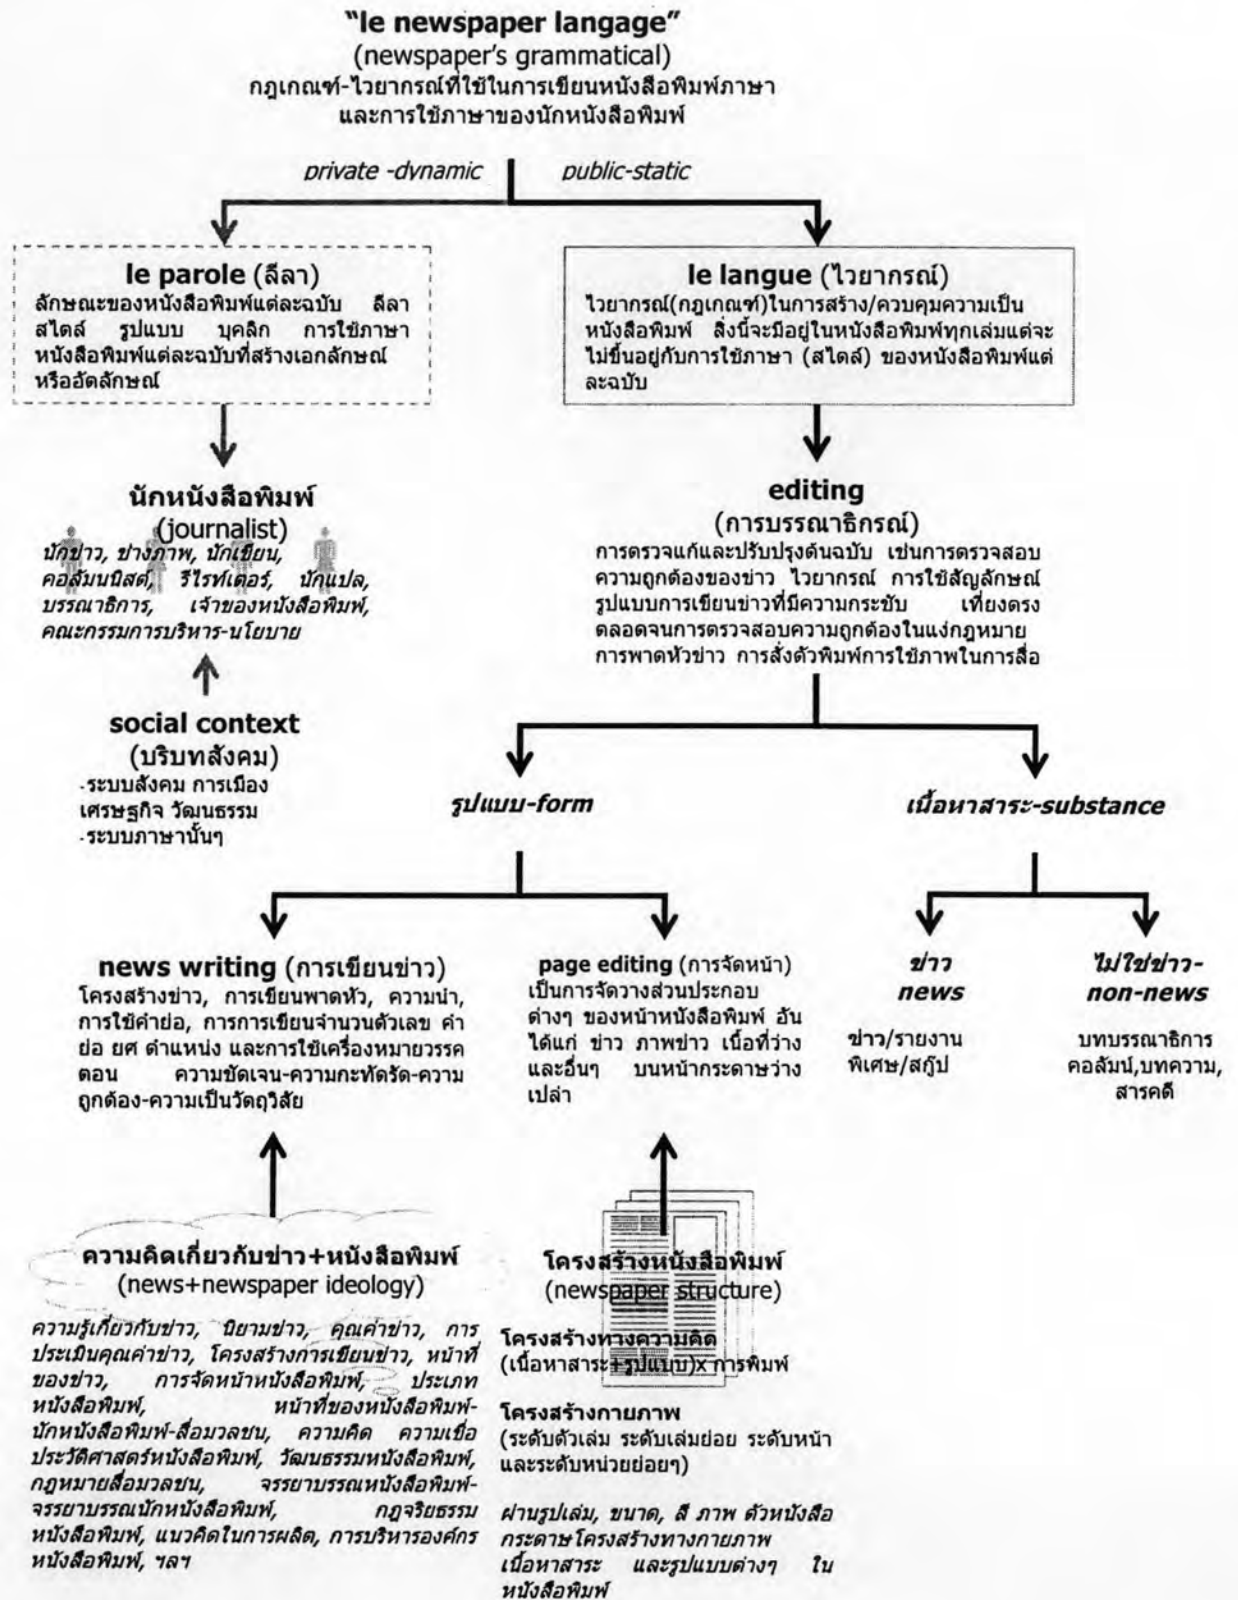 “le newspaper langage”
(newspaper’s grammatical)
กฎเกณฑ์-ไวยากรณ์ที่ใช้ในการเขียนหนังสือพิมพ์ภาษา
และการใช้ภาษาของนักหนังสือพิมพ์
private -dynamic
public-static
le parole (ลีลา)
ลักษณะของหนังสือพิมพ์แต่ละฉบับ ลีลา
สไตล์ รูปแบบ บุคลิก การใช้ภาษา
หนังสือพิมพ์แต่ละฉบับที่สร้างเอกลักษณ์
หรืออัตลักษณ์
le langue (ไวยากรณ์)
ไวยากรณ์(กฎเกณฑ์)ในการสร้าง/ควบคุมความเป็น
หนังสือพิมพ์ สิ่งนี้จะมีอยู่ในหนังสือพิมพ์ทุกเล่มแต่จะ
ไม่ขึ้นอยู่กับการใช้ภาษา (สไตล์) ของหนังสือพิมพ์แต่
ละฉบับ
นักหนังสือพิมพ์
(journalist)
นักข่าว, ช่างภาพ, นักเขียน,
คอลัมนนิสต์, รีไรท์เตอร์, นักแปล,
บรรณาธิการ, เจ้าของหนังสือพิมพ์,
คณะกรรมการบริหาร-นโยบาย
social context
(บริบทสังคม)
-ระบบสังคม การเมือง
เศรษฐกิจ วัฒนธรรม
-ระบบภาษานั้นๆ
editing
(การบรรณาธิกรณ์)
การตรวจแก้และปรับปรุงต้นฉบับ เช่นการตรวจสอบ
ความถูกต้องของข่าว ไวยากรณ์ การใช้สัญลักษณ์
รูปแบบการเขียนข่าวที่มีความกระชับ เที่ยงตรง
ตลอดจนการตรวจสอบความถูกต้องในแง่กฎหมาย
การพาดหัวข่าว การสั่งตัวพิมพ์การใช้ภาพในการสื่อ
รูปแบบ-form
เนื้อหาสาระ-substance
news writing (การเขียนข่าว)
โครงสร้างข่าว, การเขียนพาดหัว, ความนำ,
การใช้คำย่อ, การการเขียนจำนวนตัวเลข คำ
ย่อ ยศ ตำแหน่ง และการใช้เครื่องหมายวรรค
ตอน ความชัดเจน-ความกะทัดรัด-ความ
ถูกต้อง-ความเป็นวัตถุวิสัย
page editing (การจัดหน้า)
เป็นการจัดวางส่วนประกอบ
ต่างๆ ของหน้าหนังสือพิมพ์ อัน
ได้แก่ ข่าว ภาพข่าว เนื้อที่ว่าง
และอื่นๆ บนหน้ากระดาษว่าง
เปล่า
ข่าว
news
ข่าว/รายงาน
พิเศษ/สกู๊ป
ไม่ใช่ข่าว-
non-news
บทบรรณาธิการ
คอลัมน์,บทความ,
สารคดี
ความคิดเกี่ยวกับข่าว+หนังสือพิมพ์
(news+newspaper ideology)
ความรู้เกี่ยวกับข่าว, นิยามข่าว, คุณค่าข่าว, การ
ประเมินคุณค่าข่าว, โครงสร้างการเขียนข่าว, หน้าที่
ของข่าว, การจัดหน้าหนังสือพิมพ์, ประเภท
หนังสือพิมพ์, หน้าที่ของหนังสือพิมพ์-
นักหนังสือพิมพ์-สื่อมวลชน, ความคิด ความเชื่อ
ประวัติศาสตร์หนังสือพิมพ์, วัฒนธรรมหนังสือพิมพ์,
กฎหมายสื่อมวลชน, จรรยาบรรณหนังสือพิมพ์-
จรรยาบรรณนักหนังสือพิมพ์, กฎจริยธรรม
หนังสือพิมพ์, แนวคิดในการผลิต, การบริหารองค์กร
หนังสือพิมพ์, ฯลฯ
โครงสร้างหนังสือพิมพ์
(newspaper structure)
โครงสร้างทางความคิด
(เนื้อหาสาระ+รูปแบบ)x การพิมพ์
โครงสร้างกายภาพ
(ระดับตัวเล่ม ระดับเล่มย่อย ระดับหน้า
และระดับหน่วยย่อยๆ)
ผ่านรูปเล่ม, ขนาด, สี ภาพ ตัวหนังสือ
กระดาษโครงสร้างทางกายภาพ
เนื้อหาสาระ และรูปแบบต่างๆ ใน
หนังสือพิมพ์